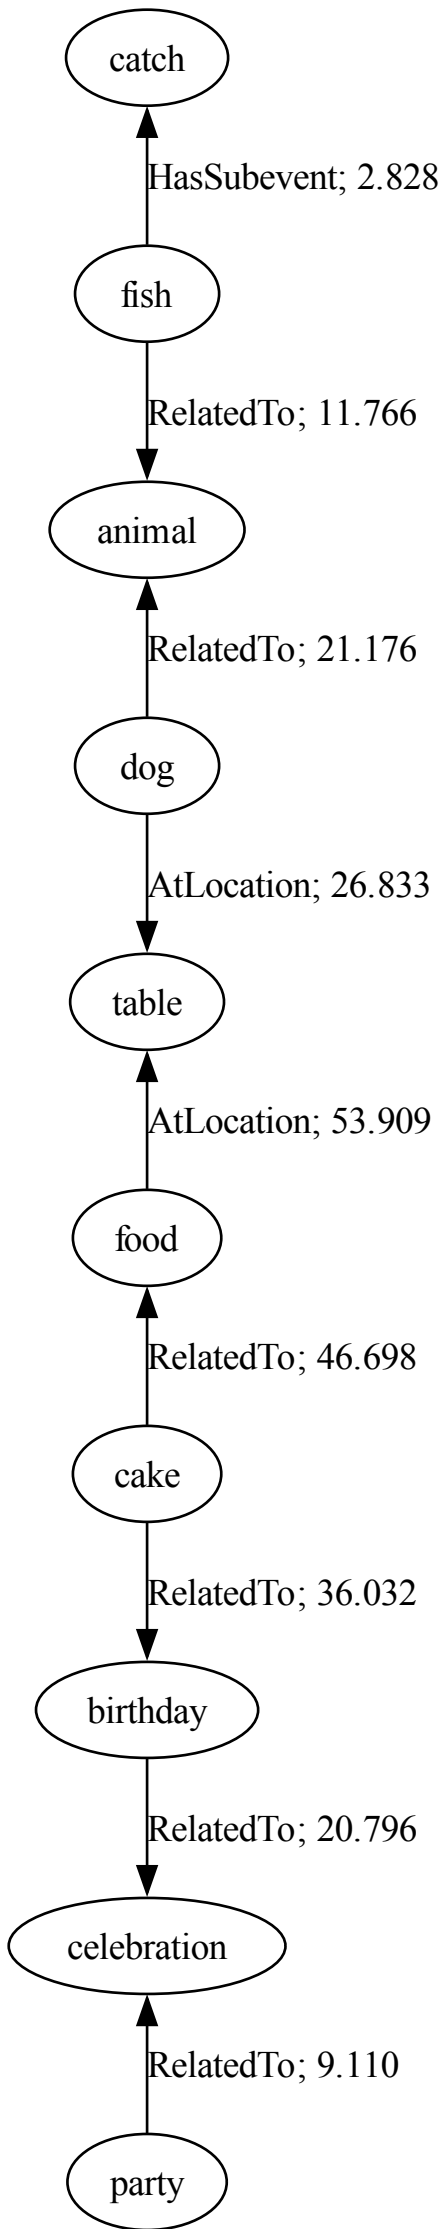 catch
HasSubevent; 2.828
fish
RelatedTo; 11.766
animal
RelatedTo; 21.176
dog
AtLocation; 26.833
table
AtLocation; 53.909
food
RelatedTo; 46.698
cake
RelatedTo; 36.032
birthday
RelatedTo; 20.796
celebration
RelatedTo; 9.110
party